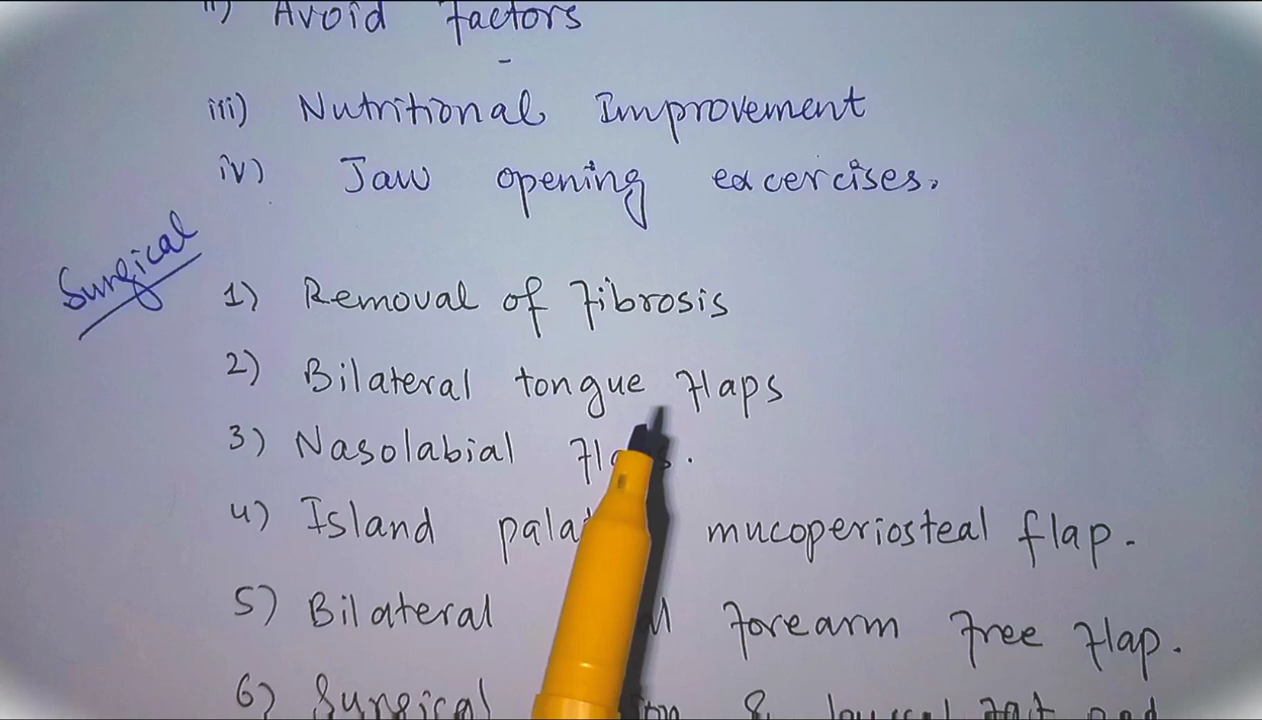 ii) Avoid factors
iii) Nutritional Improvement
iv) Jaw opening excercises.
Surgical
1) Removal of fibrosis
2) Bilateral tongue flaps
3) Nasolabial
4) Island mucoperiosteal flap.
5) Bilateral forearm free flap.
6) Surgical &